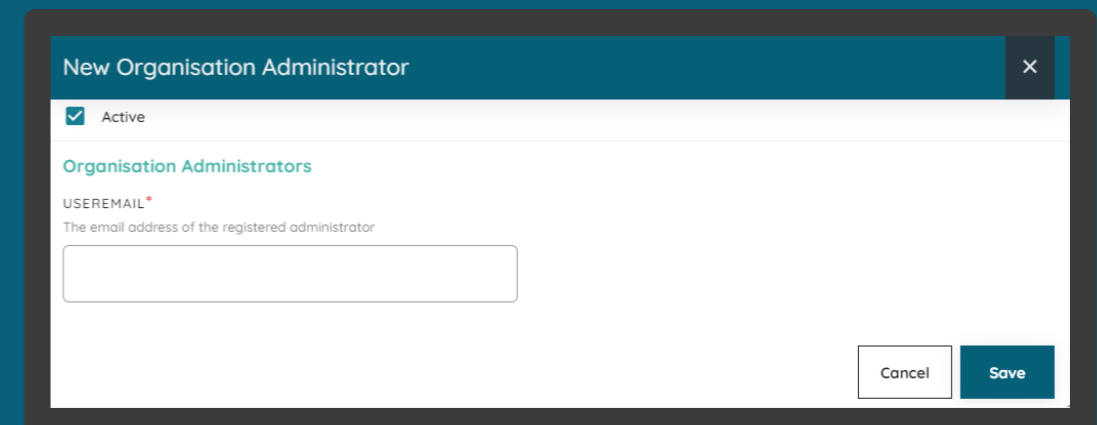 New Organisation Administrator
Active
Organisation Administrators
USEREMAIL*
The email address of the registered administrator
Cancel Save